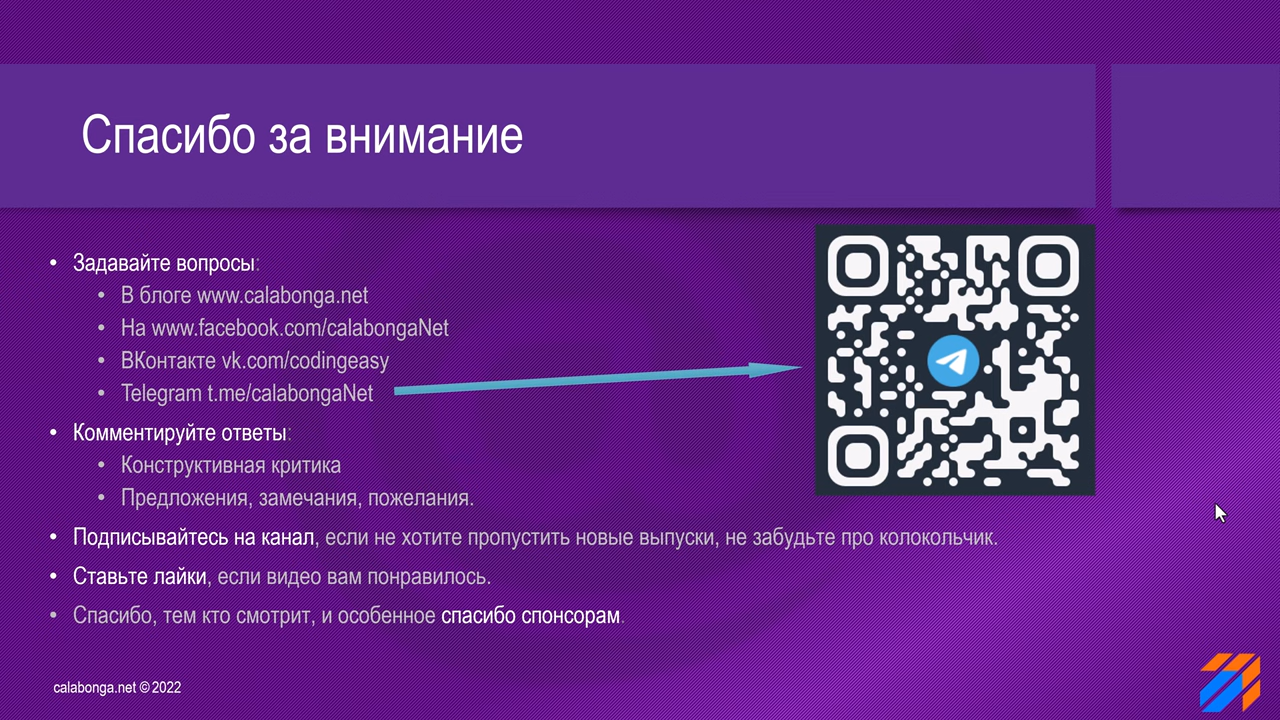 Спасибо за внимание
• Задавайте вопросы:
• В блоге www.calabonga.net
• На www.facebook.com/calabongaNet
• ВКонтакте vk.com/codingeasy
• Telegram t.me/calabongaNet
• Комментируйте ответы:
• Конструктивная критика
• Предложения, замечания, пожелания.
• Подписывайтесь на канал, если не хотите пропустить новые выпуски, не забудьте про колокольчик.
• Ставьте лайки, если видео вам понравилось.
• Спасибо, тем кто смотрит, и особенное спасибо спонсорам.
calabonga.net © 2022